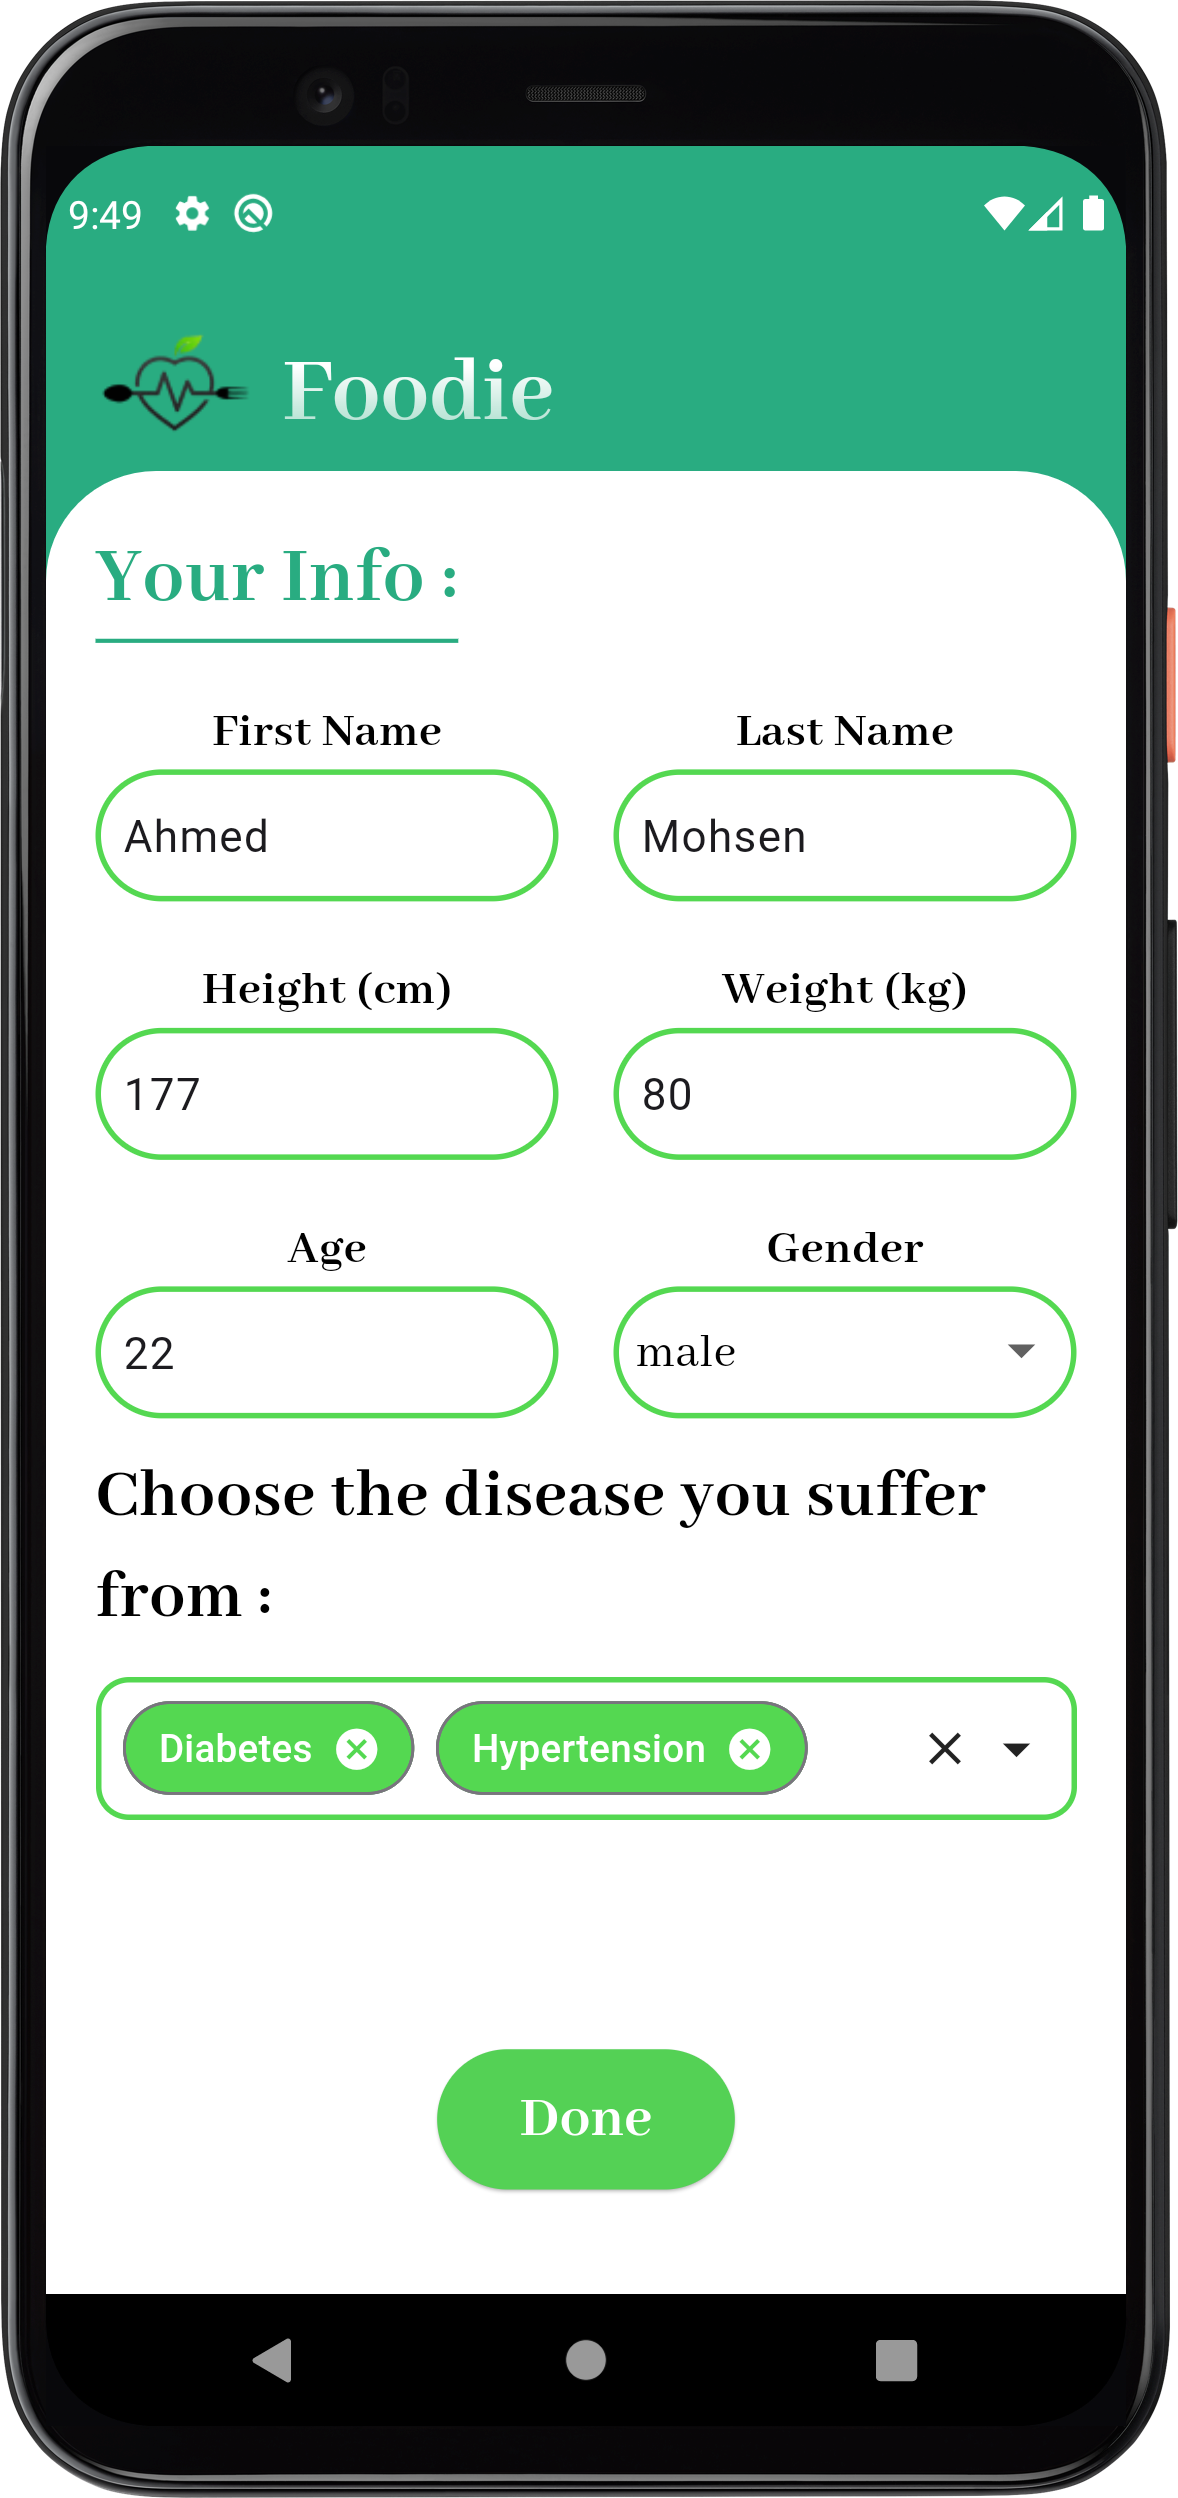 9:49
Foodie
Your Info :
First Name Last Name
Ahmed Mohsen
Height (cm) Weight (kg)
177 80
Age Gender
22 male
Choose the disease you suffer
from :
Diabetes Hypertension
Done